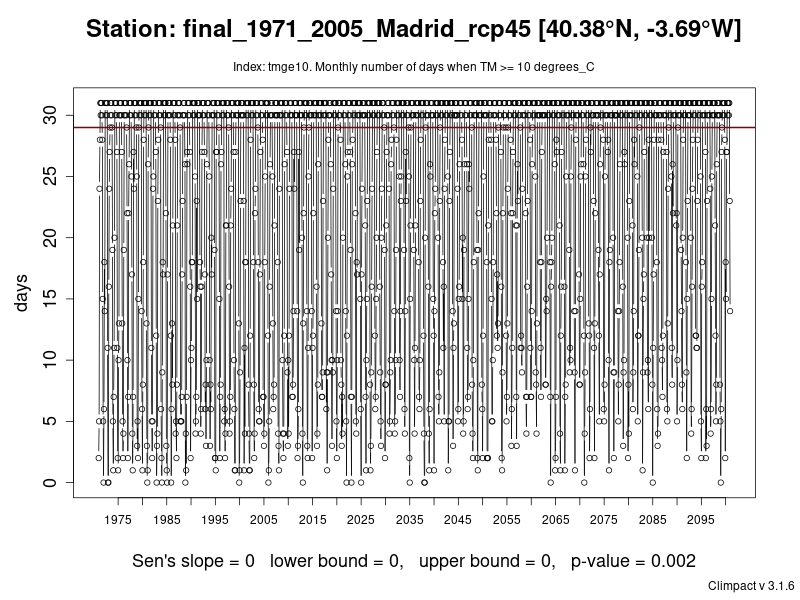 Station: final_1971_2005_Madrid_rcp45 [40.38°N, -3.69°W]
Index: tmge10. Monthly number of days when TM >= 10 degrees_C
30
25
20
15
10
5
0
days
1975 1985 1995 2005 2015 2025 2035 2045 2055 2065 2075 2085 2095
Sen's slope = 0 lower bound = 0, upper bound = 0, p-value = 0.002
Climpact v 3.1.6